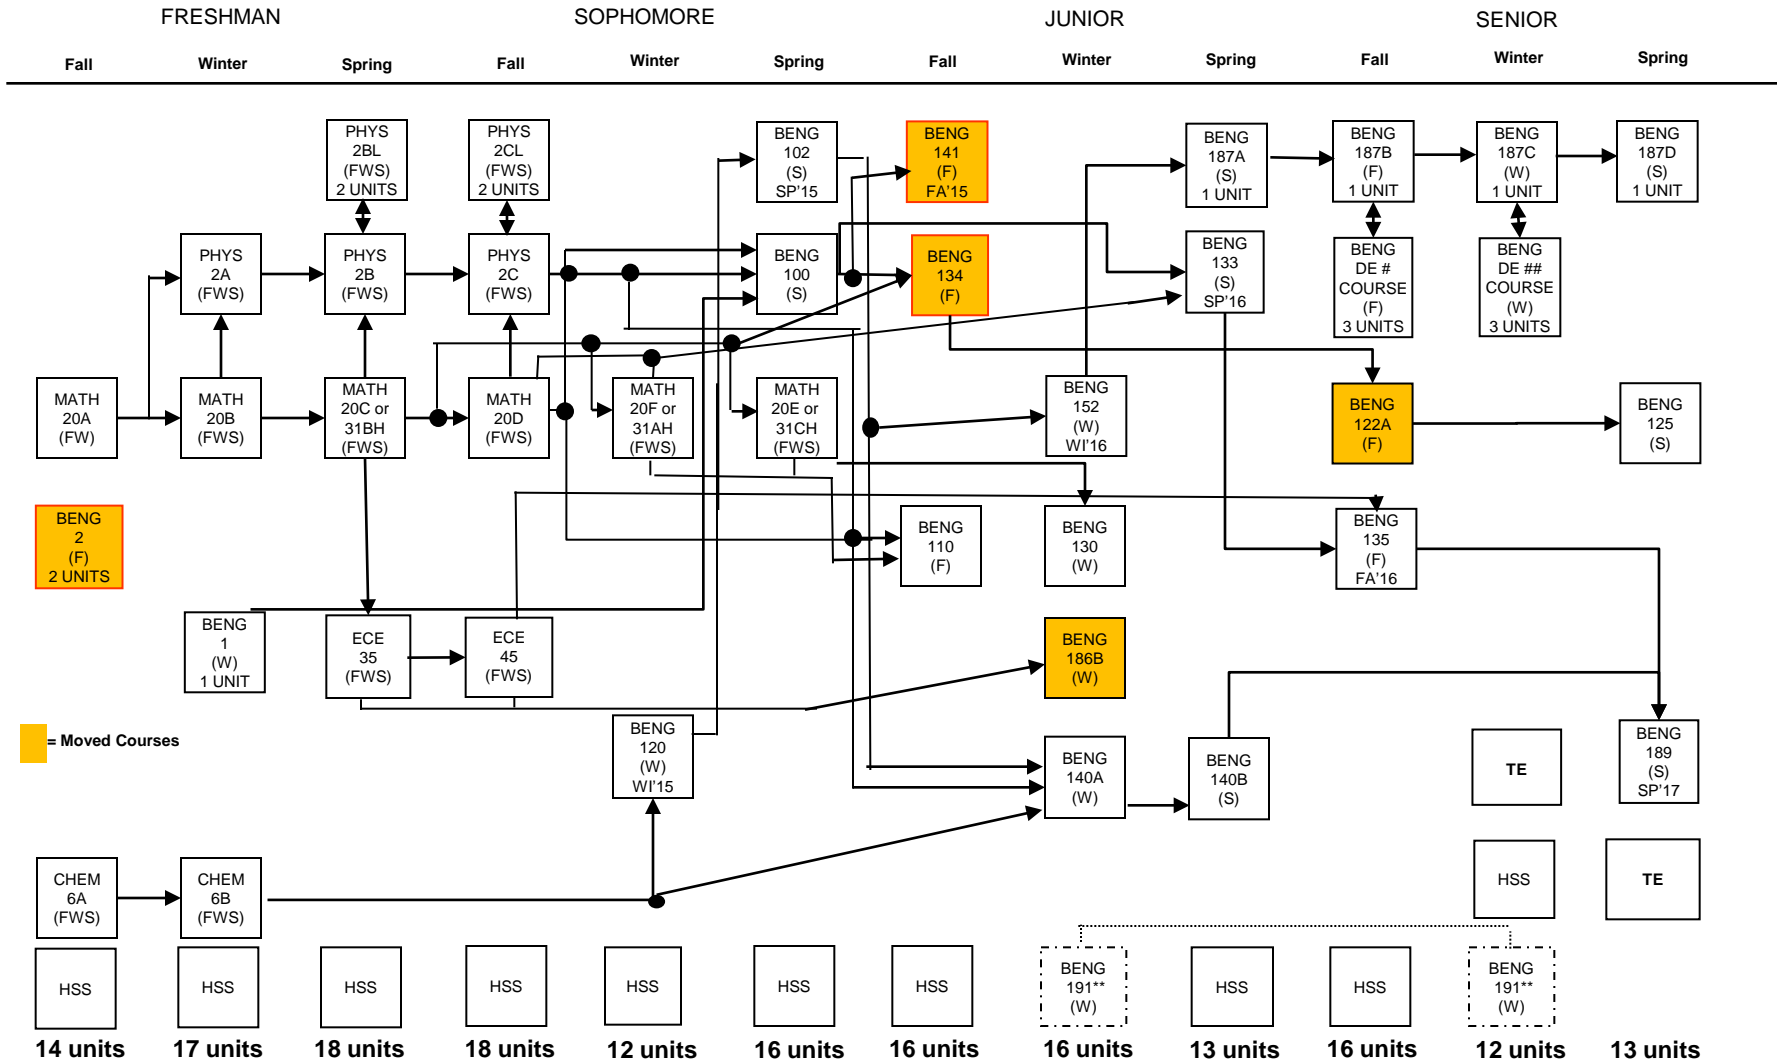 FRESHMAN
SOPHOMORE
JUNIOR
SENIOR
Fall
Winter
Spring
Fall
Winter
Spring
Fall
Winter
Spring
Fall
Winter
Spring
PHYS
2BL
(FWS)
2 UNITS
PHYS
2CL
(FWS)
2 UNITS
BENG
102
(S)
SP'15
BENG
141
(F)
FA'15
BENG
187A
(S)
1 UNIT
BENG
187B
(F)
1 UNIT
BENG
187C
(W)
1 UNIT
BENG
187D
(S)
1 UNIT
PHYS
2A
(FWS)
PHYS
2B
(FWS)
PHYS
2C
(FWS)
BENG
100
(S)
BENG
134
(F)
BENG
133
(S)
SP'16
BENG
DE #
COURSE
(F)
3 UNITS
BENG
DE ##
COURSE
(W)
3 UNITS
MATH
20A
(FW)
MATH
20B
(FWS)
MATH
20C or
31BH
(FWS)
MATH
20D
(FWS)
MATH
20F or
31AH
(FWS)
MATH
20E or
31CH
(FWS)
BENG
152
(W)
WI'16
BENG
122A
(F)
BENG
125
(S)
BENG
2
(F)
2 UNITS
BENG
110
(F)
BENG
130
(W)
BENG
135
(F)
FA'16
BENG
1
(W)
1 UNIT
ECE
35
(FWS)
ECE
45
(FWS)
BENG
186B
(W)
= Moved Courses
BENG
120
(W)
WI'15
BENG
140A
(W)
BENG
140B
(S)
TE
BENG
189
(S)
SP'17
CHEM
6A
(FWS)
CHEM
6B
(FWS)
HSS
TE
HSS
HSS
HSS
HSS
HSS
HSS
HSS
BENG
191**
(W)
HSS
HSS
BENG
191**
(W)
14 units
17 units
18 units
18 units
12 units
16 units
16 units
16 units
13 units
16 units
12 units
13 units